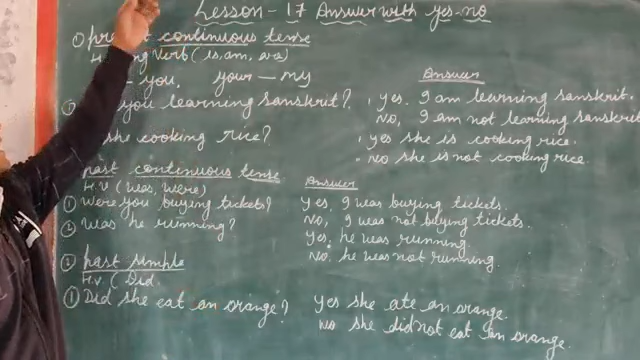 Lesson - 17 Answer with yes-no
① continuous tense
Verb (is, am, are)
you. your — my
Answer
you learning sanskrit? 1, yes. I am learning sanskrit.
No, I am not learning sanskrit
she cooking rice? yes she is cooking rice.
No she is not cooking rice.
past continuous tense
H.V (was, were)
Answer
① Were you buying tickets? Yes, I was buying tickets.
No, I was not buying tickets.
② Was he running? Yes, he was running.
No, he was not running.
② past simple
H.V. ( Did.
① Did she eat an orange? Yes she ate an orange.
No she did not eat an orange.